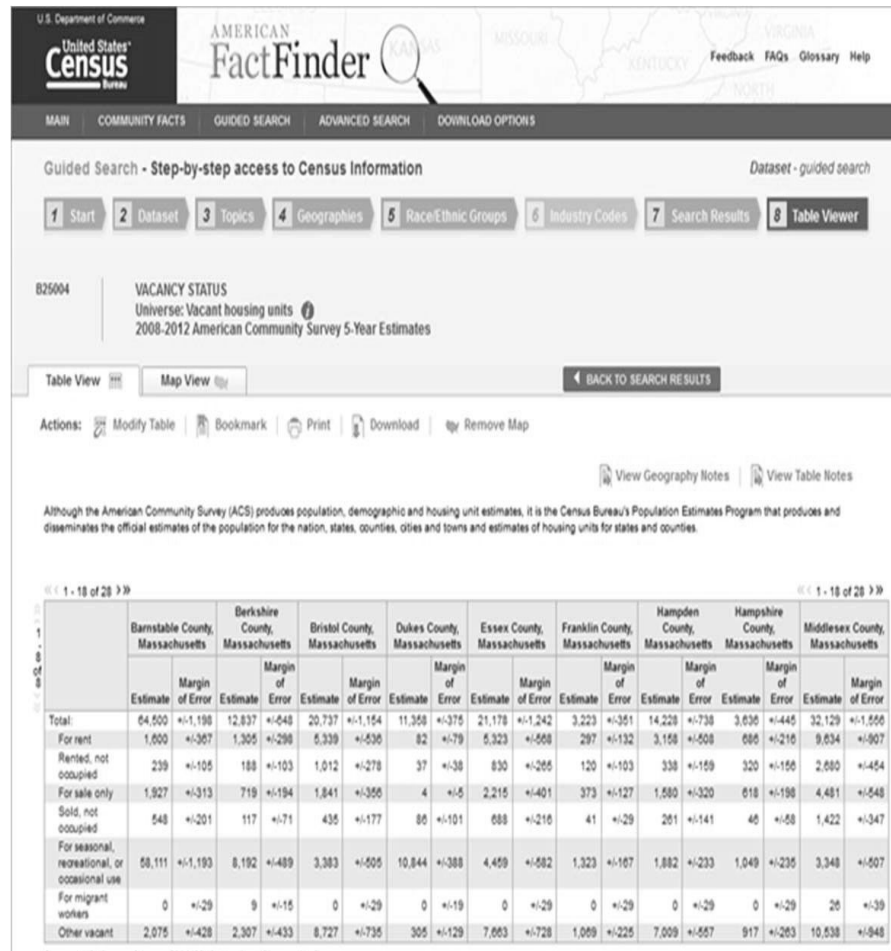 U.S. Department of Commerce
United States®
Census
Bureau
AMERICAN
FactFinder
KANSAS
MISSOURI
KENTUCKY
VIRGINIA
NORTH
Feedback FAQs Glossary Help
MAIN COMMUNITY FACTS GUIDED SEARCH ADVANCED SEARCH DOWNLOAD OPTIONS
Guided Search - Step-by-step access to Census Information
Dataset - guided search
1 Start 2 Dataset 3 Topics 4 Geographies 5 Race/Ethnic Groups 6 Industry Codes 7 Search Results 8 Table Viewer
B25004
VACANCY STATUS
Universe: Vacant housing units i
2008-2012 American Community Survey 5-Year Estimates
Table View Map View BACK TO SEARCH RESULTS
Actions: Modify Table Bookmark Print Download Remove Map
View Geography Notes View Table Notes
Although the American Community Survey (ACS) produces population, demographic and housing unit estimates, it is the Census Bureau's Population Estimates Program that produces and
disseminates the official estimates of the population for the nation, states, counties, cities and towns and estimates of housing units for states and counties.
1 - 18 of 28 1 - 18 of 28
1 - 8 of 8
Barnstable County, Massachusetts Berkshire County, Massachusetts Bristol County, Massachusetts Dukes County, Massachusetts Essex County, Massachusetts Franklin County, Massachusetts Hampden County, Massachusetts Hampshire County, Massachusetts Middlesex County, Massachusetts
Estimate Margin of Error Estimate Margin of Error Estimate Margin of Error Estimate Margin of Error Estimate Margin of Error Estimate Margin of Error Estimate Margin of Error Estimate Margin of Error Estimate Margin of Error
Total: 64,500 +/-1,198 12,837 +/-648 20,737 +/-1,154 11,358 +/-375 21,178 +/-1,242 3,223 +/-351 14,228 +/-738 3,636 +/-445 32,129 +/-1,566
For rent 1,600 +/-367 1,305 +/-298 5,339 +/-536 82 +/-79 5,323 +/-568 297 +/-132 3,158 +/-508 686 +/-216 9,634 +/-907
Rented, not occupied 239 +/-105 188 +/-103 1,012 +/-278 37 +/-38 830 +/-265 120 +/-103 338 +/-159 320 +/-156 2,680 +/-454
For sale only 1,927 +/-313 719 +/-194 1,841 +/-356 4 +/-5 2,215 +/-401 373 +/-127 1,580 +/-320 618 +/-198 4,481 +/-548
Sold, not occupied 548 +/-201 117 +/-71 435 +/-177 86 +/-101 688 +/-216 41 +/-29 261 +/-141 46 +/-58 1,422 +/-347
For seasonal, recreational, or occasional use 58,111 +/-1,193 8,192 +/-489 3,383 +/-505 10,844 +/-388 4,459 +/-582 1,323 +/-167 1,882 +/-233 1,049 +/-235 3,348 +/-507
For migrant workers 0 +/-29 9 +/-15 0 +/-29 0 +/-19 0 +/-29 0 +/-29 0 +/-29 0 +/-29 26 +/-39
Other vacant 2,075 +/-428 2,307 +/-433 8,727 +/-735 305 +/-129 7,663 +/-728 1,069 +/-225 7,009 +/-557 917 +/-263 10,538 +/-948